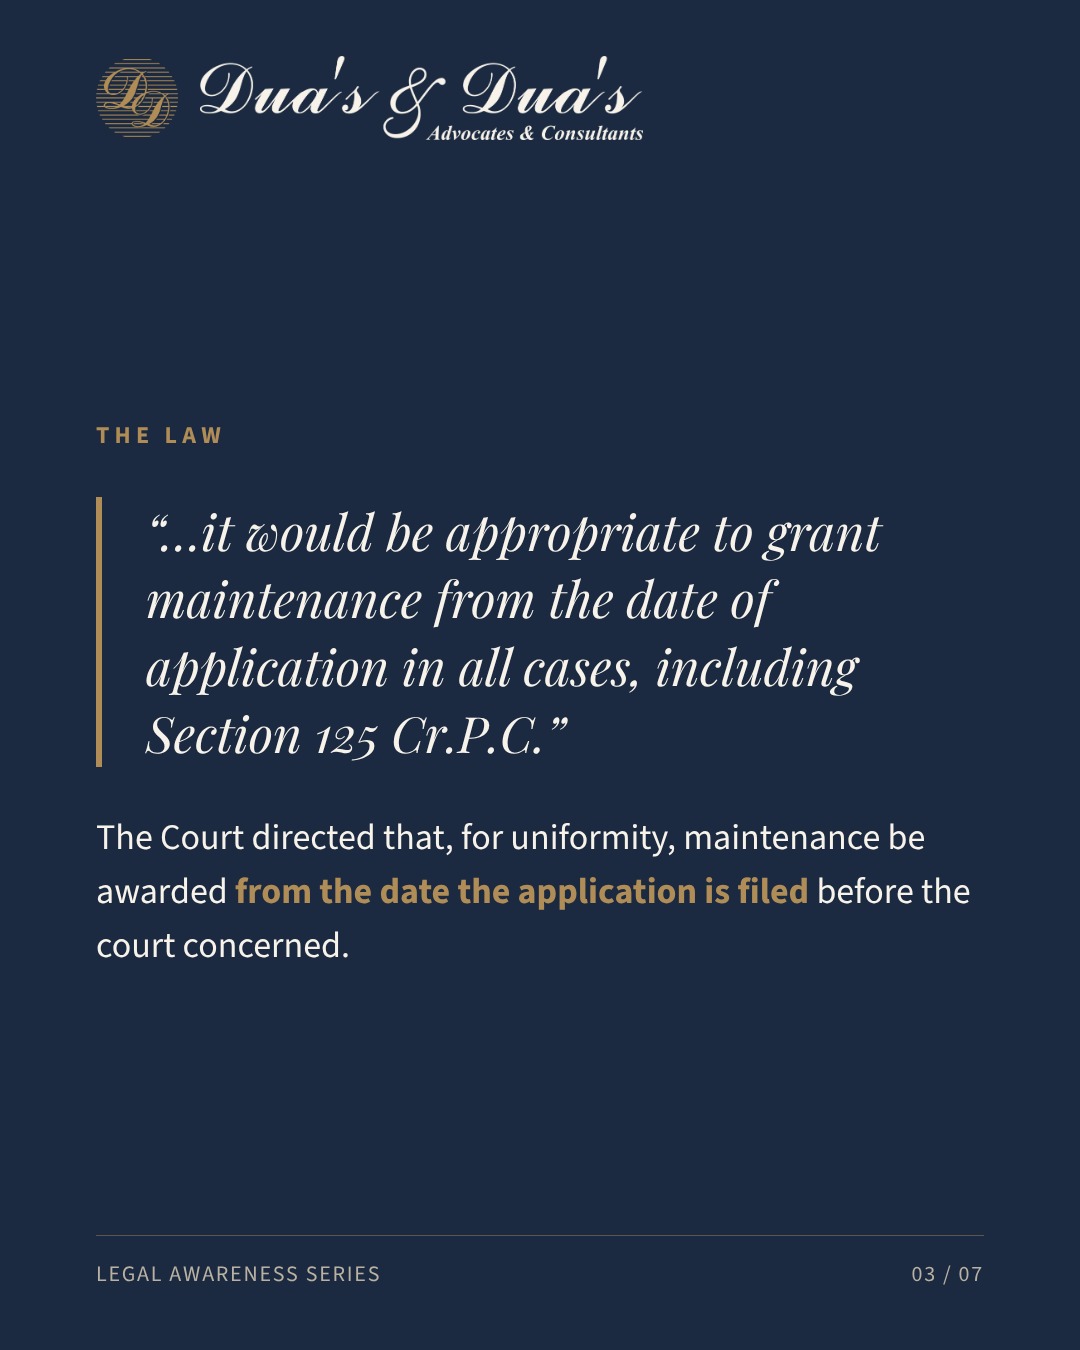 DD
Dua's & Dua's
Advocates & Consultants
THE LAW
“…it would be appropriate to grant
maintenance from the date of
application in all cases, including
Section 125 Cr.P.C.”
The Court directed that, for uniformity, maintenance be
awarded from the date the application is filed before the
court concerned.
LEGAL AWARENESS SERIES
03 / 07